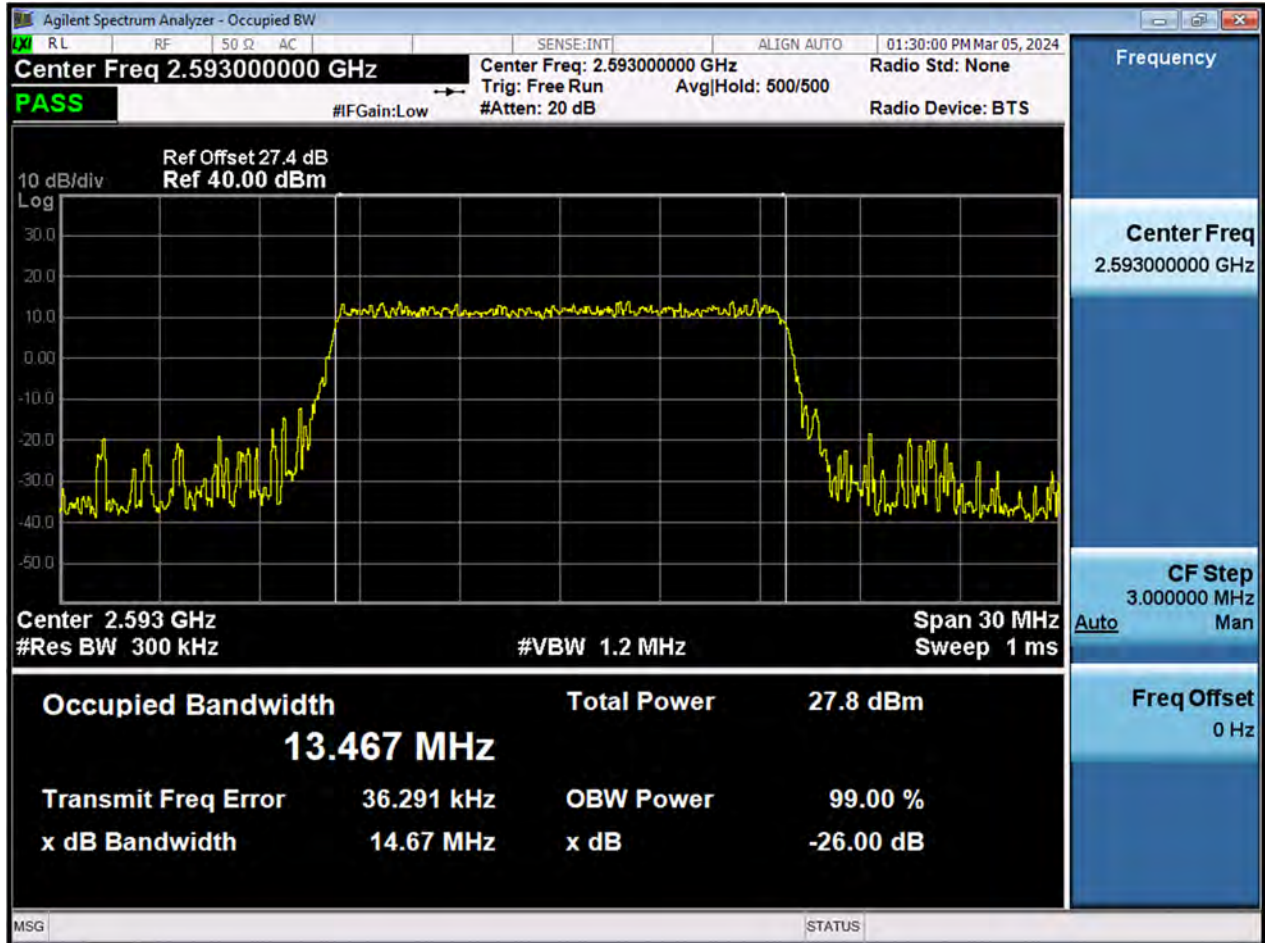 Agilent Spectrum Analyzer - Occupied BW
LXI RL RF 50 Ω AC SENSE:INT ALIGN AUTO 01:30:00 PM Mar 05, 2024
Center Freq 2.593000000 GHz
Center Freq: 2.593000000 GHz Radio Std: None
Trig: Free Run Avg|Hold: 500/500
PASS
#IFGain:Low #Atten: 20 dB Radio Device: BTS
Ref Offset 27.4 dB
10 dB/div Ref 40.00 dBm
Log
30.0
20.0
10.0
0.00
-10.0
-20.0
-30.0
-40.0
-50.0
Center 2.593 GHz Span 30 MHz
#Res BW 300 kHz #VBW 1.2 MHz Sweep 1 ms
Occupied Bandwidth Total Power 27.8 dBm
13.467 MHz
Transmit Freq Error 36.291 kHz OBW Power 99.00 %
x dB Bandwidth 14.67 MHz x dB -26.00 dB
MSG STATUS
Frequency
Center Freq
2.593000000 GHz
CF Step
3.000000 MHz
Auto Man
Freq Offset
0 Hz